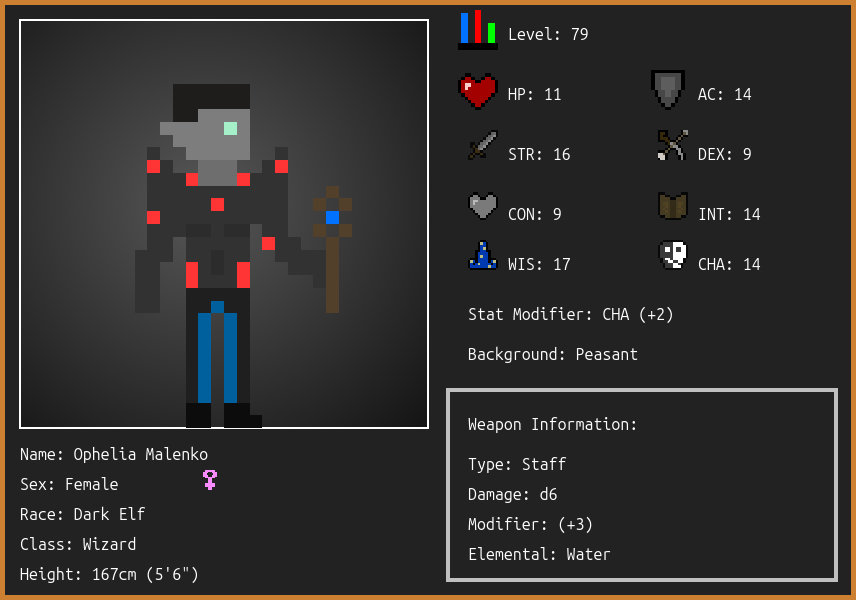 Level: 79
HP: 11
AC: 14
STR: 16
DEX: 9
CON: 9
INT: 14
WIS: 17
CHA: 14
Stat Modifier: CHA (+2)
Background: Peasant
Weapon Information:
Type: Staff
Damage: d6
Modifier: (+3)
Elemental: Water
Name: Ophelia Malenko
Sex: Female
Race: Dark Elf
Class: Wizard
Height: 167cm (5'6")